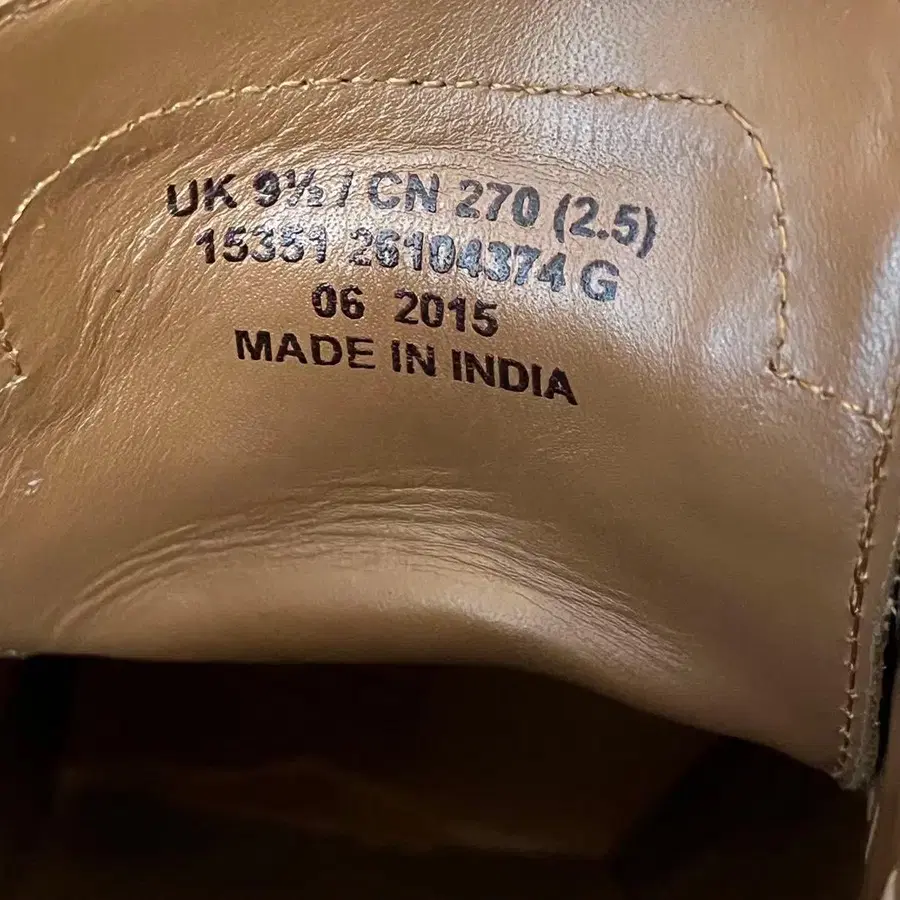 UK 9½ / CN 270 (2.5)
15351 26104374 G
06 2015
MADE IN INDIA